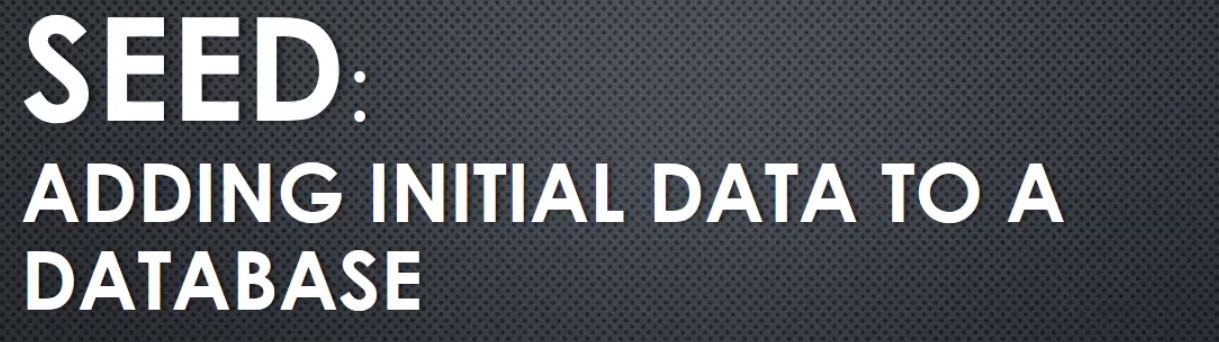 SEED:
ADDING INITIAL DATA TO A
DATABASE